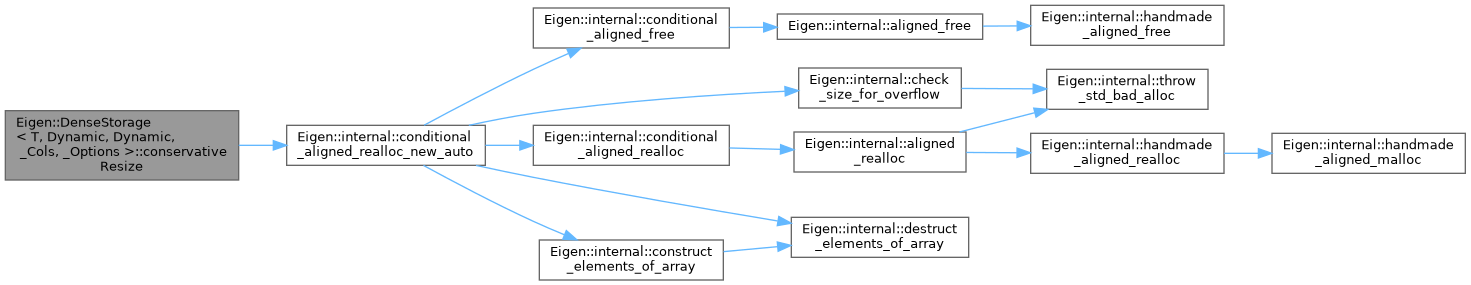 Eigen::DenseStorage
< T, Dynamic, Dynamic,
_Cols, _Options >::conservative
Resize
Eigen::internal::conditional
_aligned_realloc_new_auto
Eigen::internal::conditional
_aligned_free
Eigen::internal::aligned_free
Eigen::internal::handmade
_aligned_free
Eigen::internal::check
_size_for_overflow
Eigen::internal::throw
_std_bad_alloc
Eigen::internal::conditional
_aligned_realloc
Eigen::internal::aligned
_realloc
Eigen::internal::handmade
_aligned_realloc
Eigen::internal::handmade
_aligned_malloc
Eigen::internal::destruct
_elements_of_array
Eigen::internal::construct
_elements_of_array